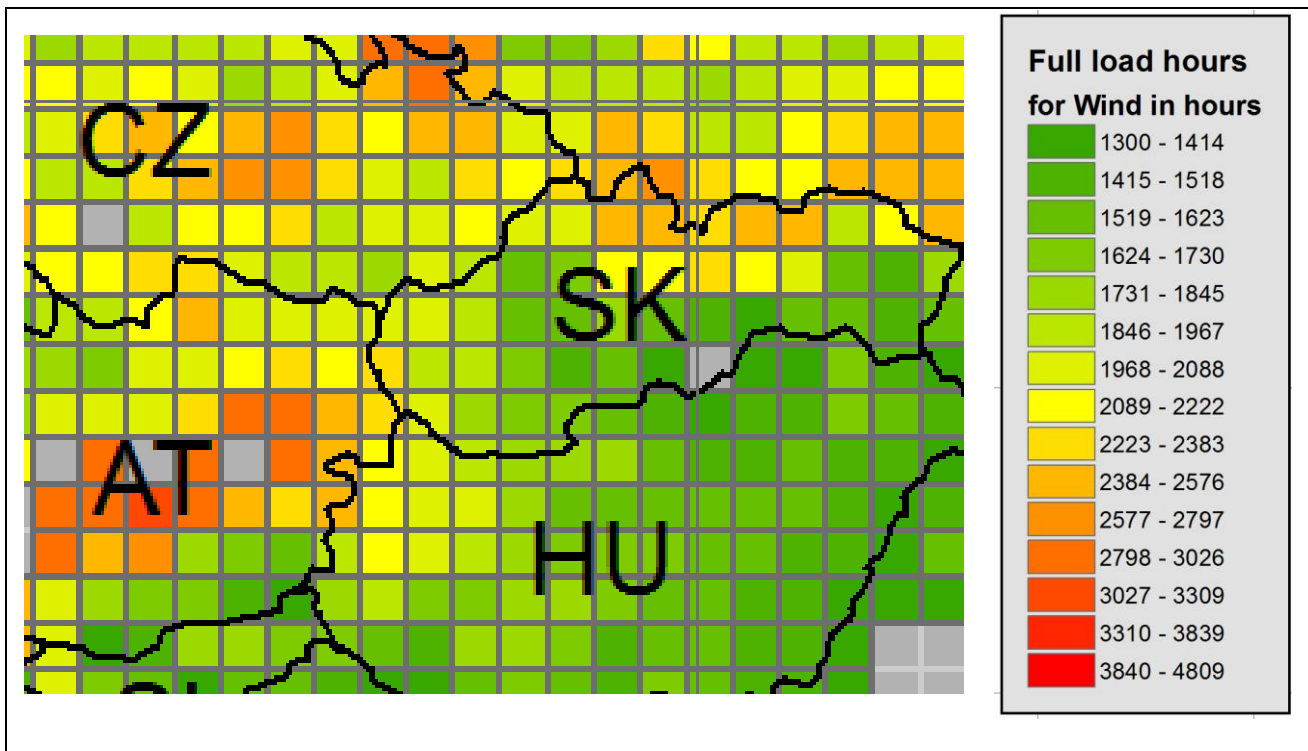 CZ
SK
AT
HU
Full load hours
for Wind in hours
1300 - 1414
1415 - 1518
1519 - 1623
1624 - 1730
1731 - 1845
1846 - 1967
1968 - 2088
2089 - 2222
2223 - 2383
2384 - 2576
2577 - 2797
2798 - 3026
3027 - 3309
3310 - 3839
3840 - 4809